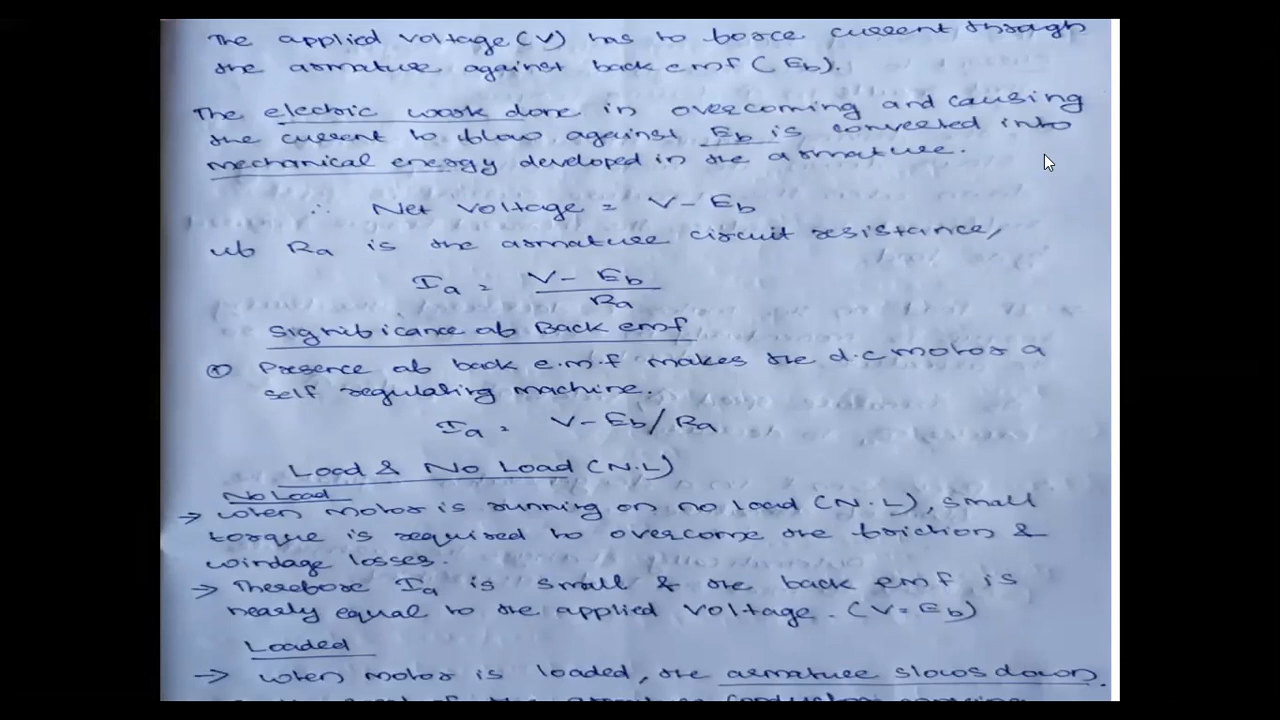 The applied voltage (V) has to force current through
the armature against back emf (Eb).
The electric work done in overcoming and causing
the current to flow against Eb is converted into
mechanical energy developed in the armature.
∴ Net voltage = V - Eb
If Ra is the armature circuit resistance,
Ia = V - Eb / Ra
Significance of Back emf
① Presence of back e.m.f makes the d.c motor a
self regulating machine.
Ia = V - Eb / Ra
Load & No Load (N.L)
No Load
→ When motor is running on no load (N.L), small
torque is required to overcome the friction &
windage losses.
→ Therefore Ia is small & the back emf is
nearly equal to the applied voltage. (V = Eb)
Loaded
→ When motor is loaded, the armature slows down.